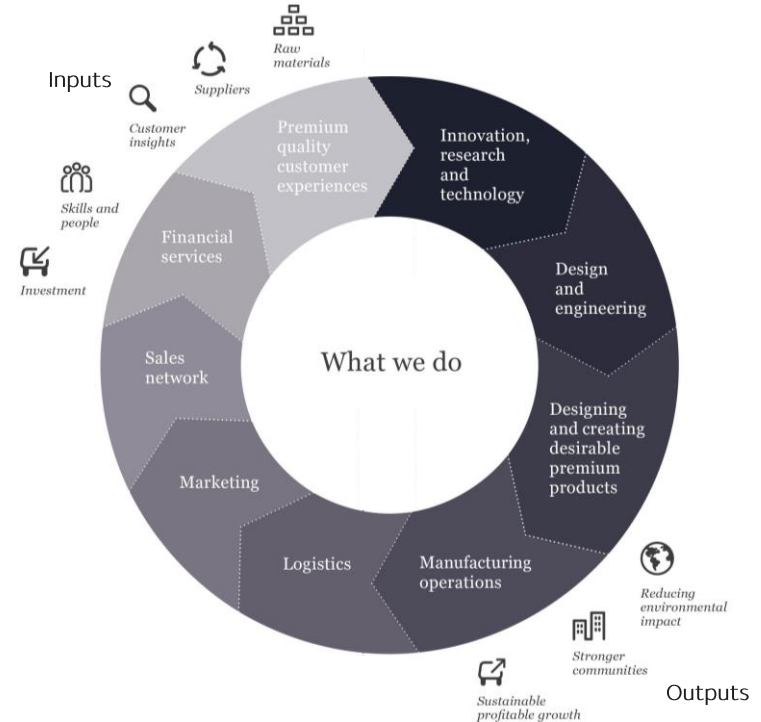 Inputs
Raw
materials
Suppliers
Customer
insights
Skills and
people
Investment
Premium
quality
customer
experiences
Innovation,
research
and
technology
Design
and
engineering
Designing
and creating
desirable
premium
products
Manufacturing
operations
Logistics
Marketing
Sales
network
Financial
services
What we do
Reducing
environmental
impact
Stronger
communities
Sustainable
profitable growth
Outputs